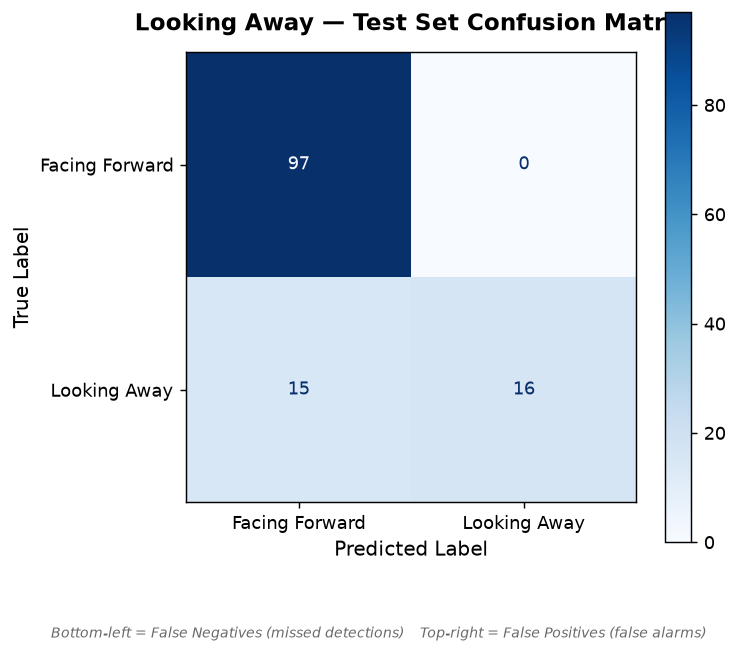 Looking Away — Test Set Confusion Matr
80
Facing Forward
97
0
60
True Label
40
Looking Away
15
16
20
0
Facing Forward
Looking Away
Predicted Label
Bottom-left = False Negatives (missed detections)    Top-right = False Positives (false alarms)